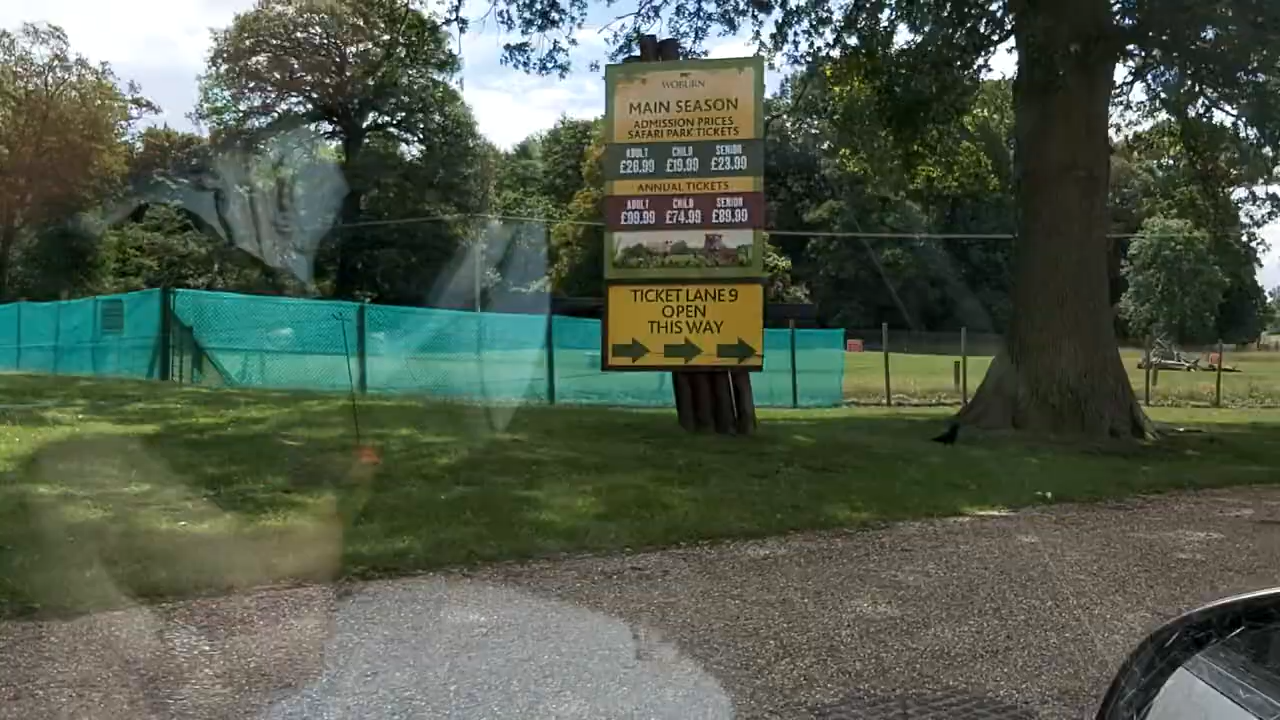 WOBURN
MAIN SEASON
ADMISSION PRICES
SAFARI PARK TICKETS
ADULT CHILD SENIOR
£26.99 £19.99 £23.99
ANNUAL TICKETS
ADULT CHILD SENIOR
£99.99 £74.99 £89.99
TICKET LANE 9
OPEN
THIS WAY